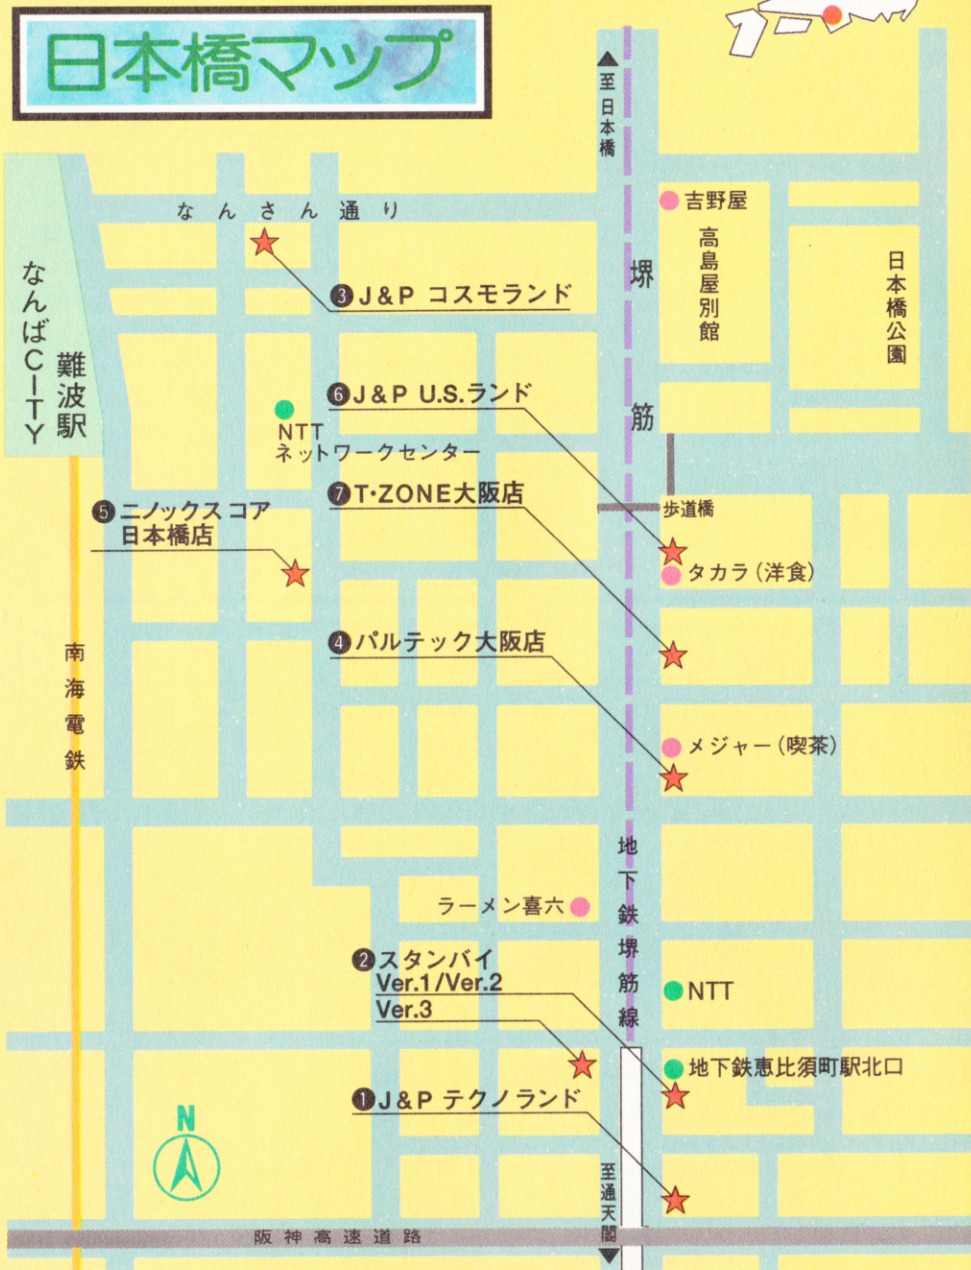 日本橋マップ
▲至日本橋
なんさん通り
吉野屋
高島屋別館
日本橋公園
堺筋
なんばCITY
難波駅
❸J&P コスモランド
❻J&P U.S.ランド
NTT
ネットワークセンター
❼T・ZONE大阪店
歩道橋
❺ニノックス コア
日本橋店
タカラ(洋食)
❹パルテック大阪店
南海電鉄
メジャー(喫茶)
地下鉄堺筋線
ラーメン喜六
❷スタンバイ
Ver.1/Ver.2
Ver.3
NTT
地下鉄恵比須町駅北口
❶J&P テクノランド
N
至通天閣▼
阪神高速道路